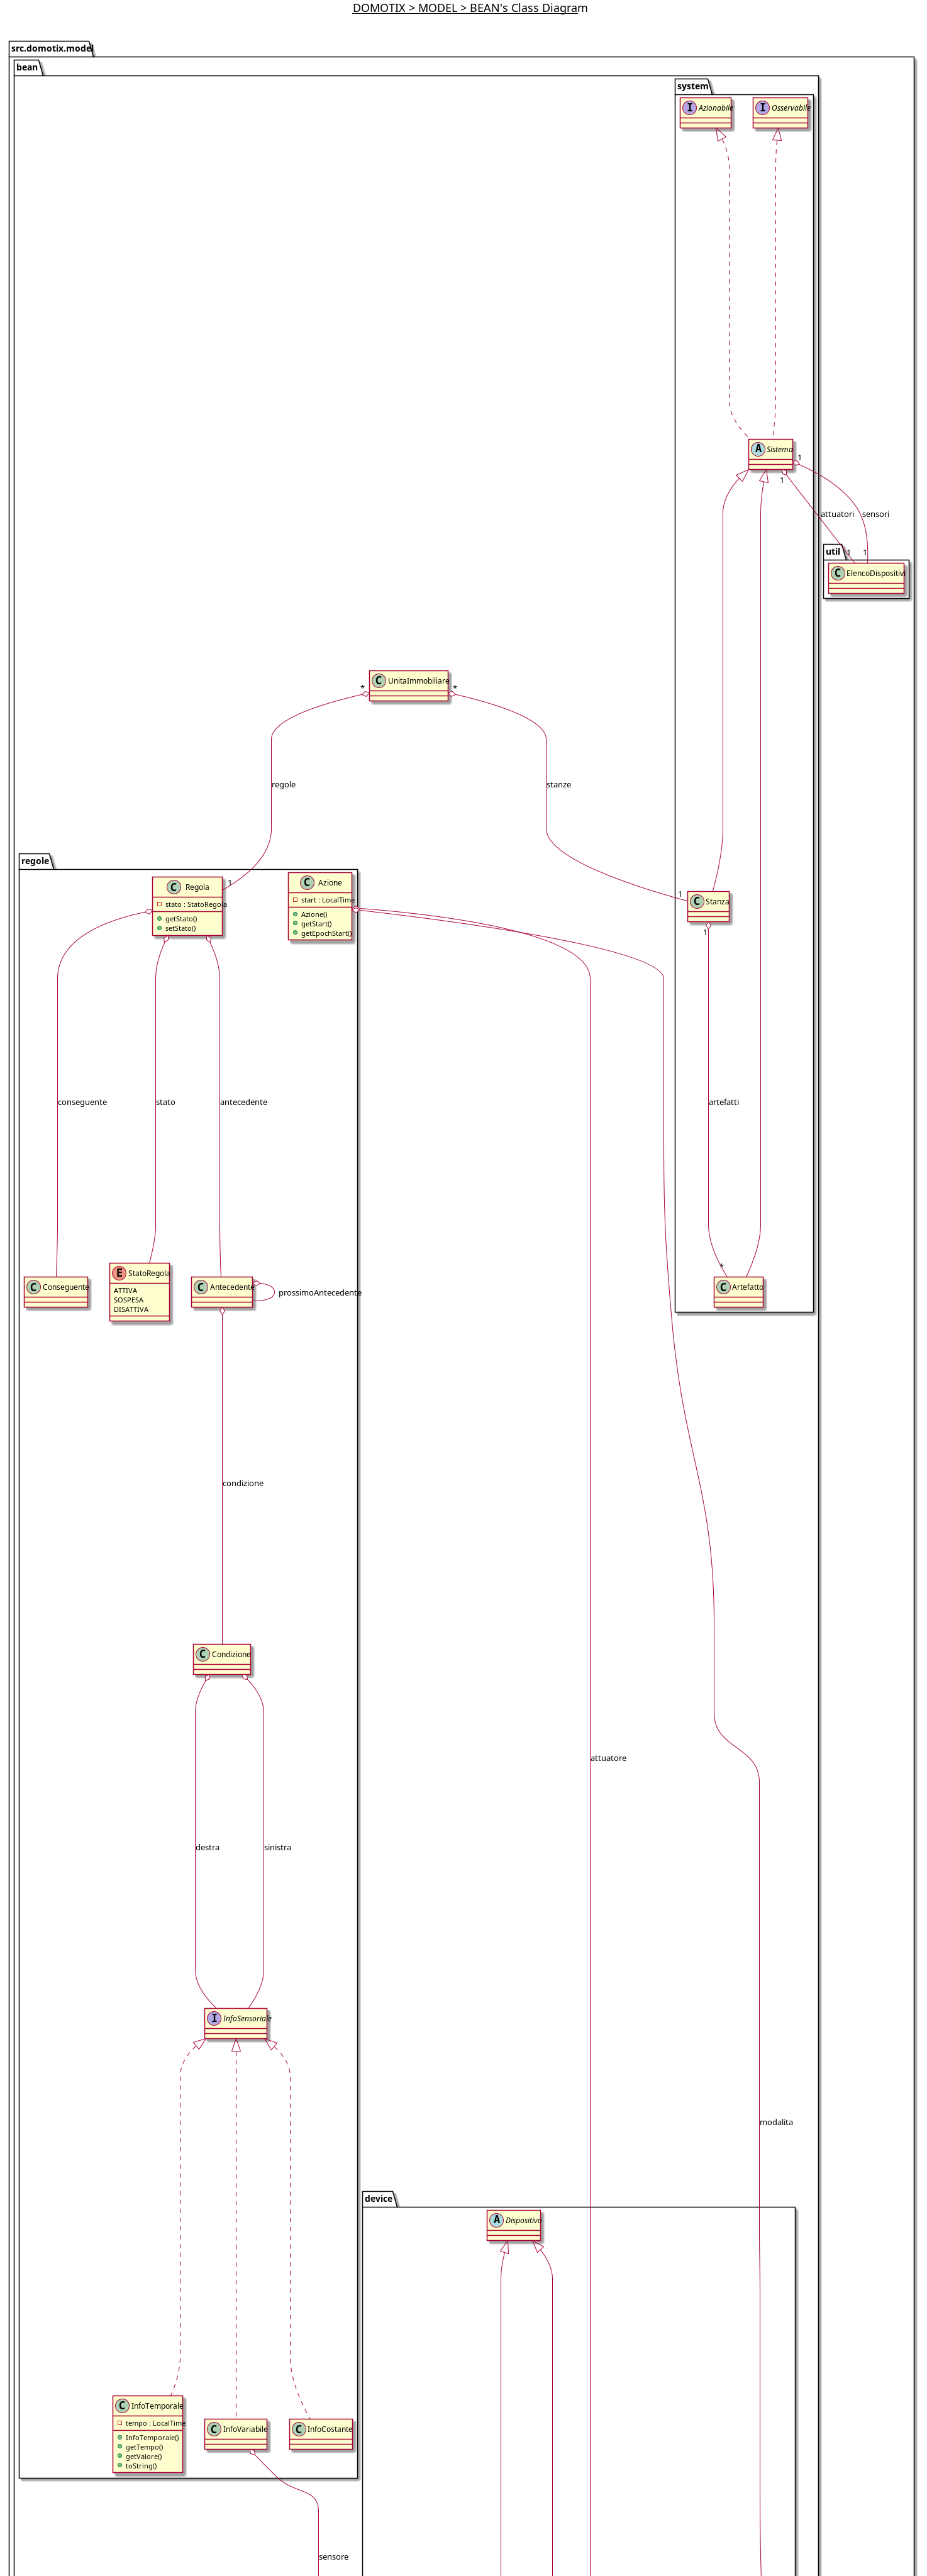 DOMOTIX > MODEL > BEAN's Class Diagram
src.domotix.model
bean
system
Azionabile
Osservabile
Sistema
1
1
attuatori
sensori
1
1
util
ElencoDispositivi
UnitaImmobiliare
*
*
regole
stanze
1
1
regole
Regola
stato : StatoRegola
getStato()
setStato()
Azione
start : LocalTime
Azione()
getStart()
getEpochStart()
Stanza
1
conseguente
stato
antecedente
artefatti
*
Conseguente
StatoRegola
ATTIVA
SOSPESA
DISATTIVA
Antecedente
prossimoAntecedente
Artefatto
condizione
Condizione
attuatore
destra
sinistra
InfoSensoriale
modalita
device
Dispositivo
InfoTemporale
tempo : LocalTime
InfoTemporale()
getTempo()
getValore()
toString()
InfoVariabile
InfoCostante
sensore